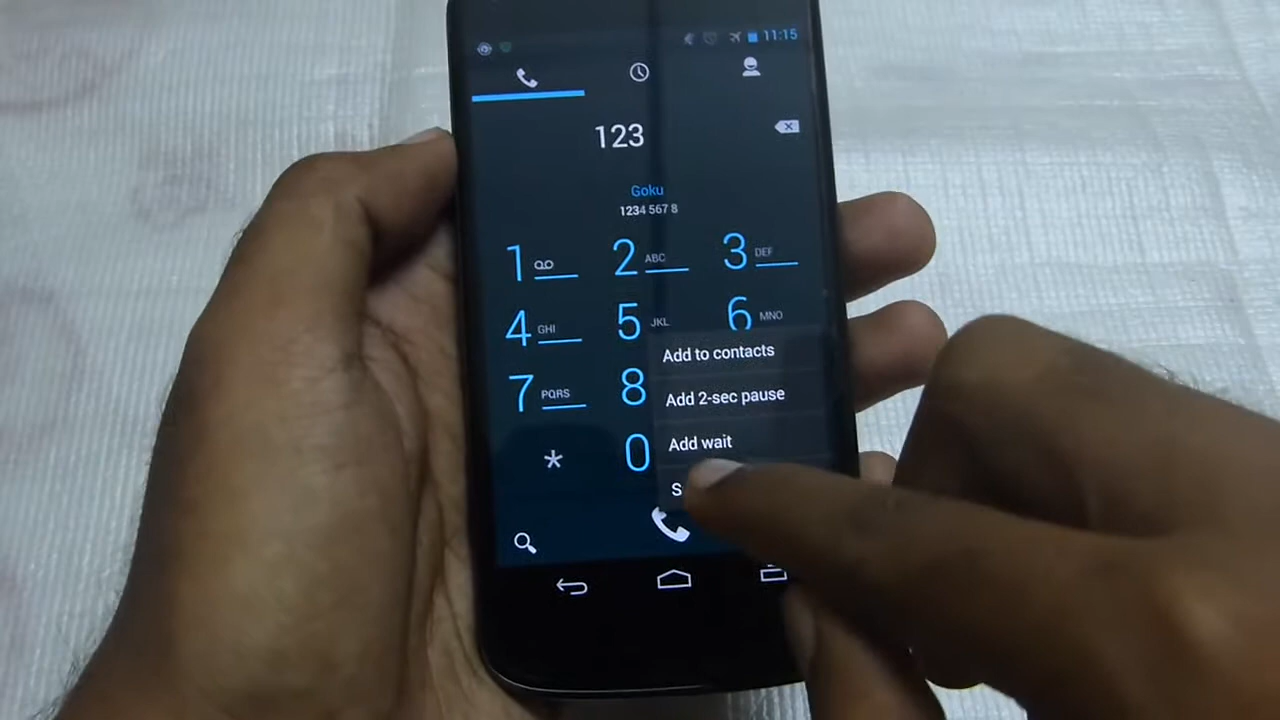 11:15
123
Goku
1234 567 8
1 2 ABC 3 DEF
4 GHI 5 JKL 6 MNO
Add to contacts
7 PQRS 8
Add 2-sec pause
Add wait
* 0
S